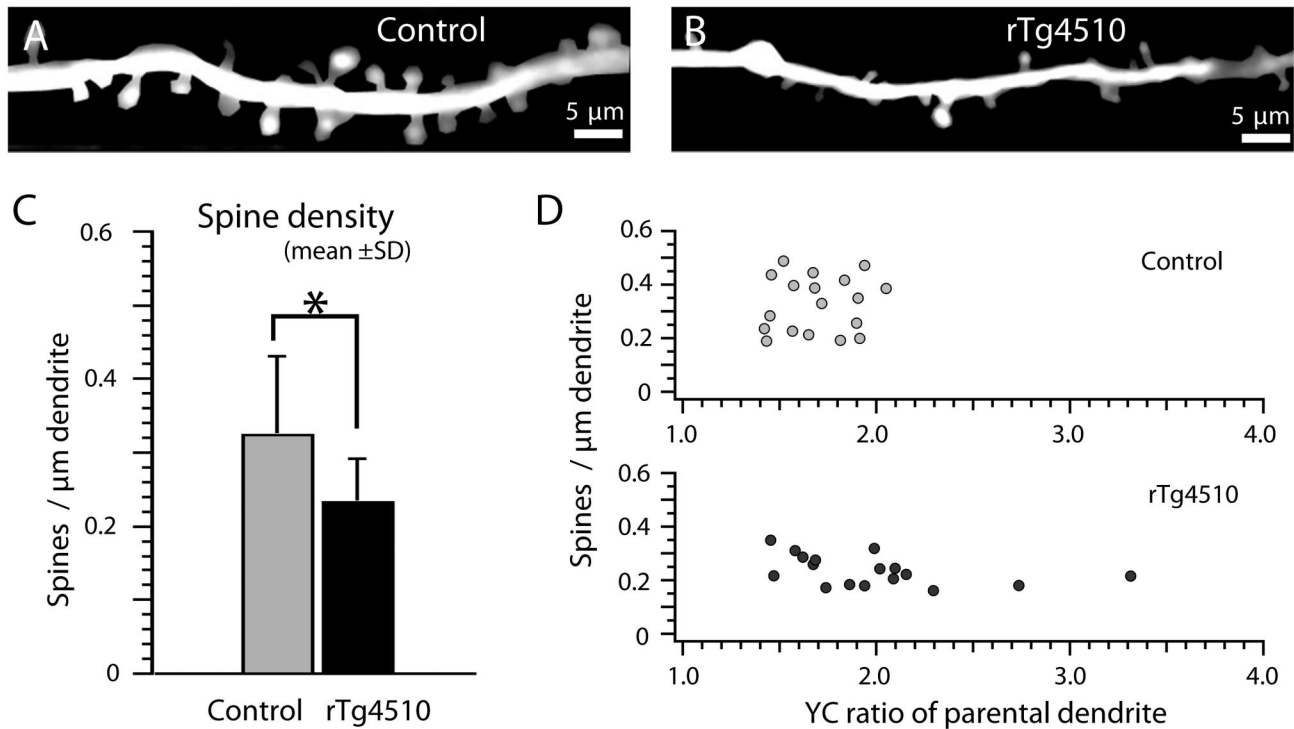 A
Control
5 µm
B
rTg4510
5 µm
C
Spine density
(mean ±SD)
Spines / µm dendrite
0.6
0.4
0.2
0
*
Control rTg4510
D
Spines / µm dendrite
0.6
0.4
0.2
0
Control
1.0 2.0 3.0 4.0
0.6
0.4
0.2
0
rTg4510
1.0 2.0 3.0 4.0
YC ratio of parental dendrite